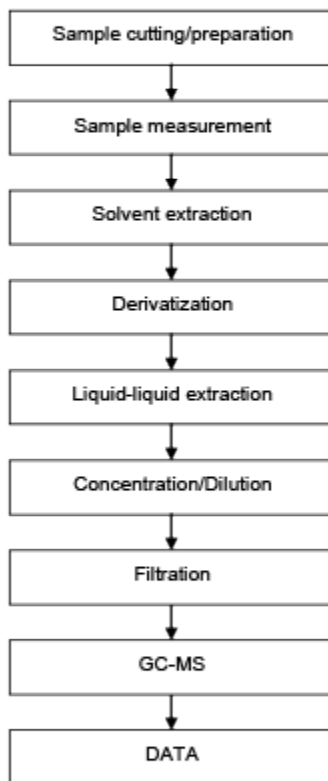 Sample cutting/preparation
Sample measurement
Solvent extraction
Derivatization
Liquid-liquid extraction
Concentration/Dilution
Filtration
GC-MS
DATA